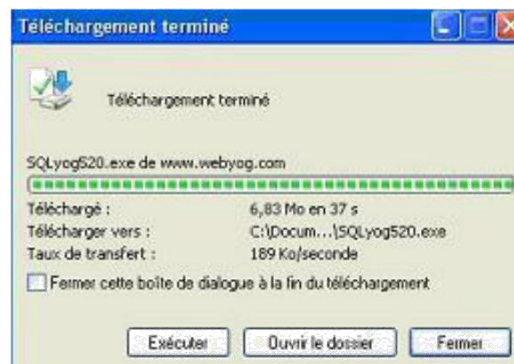 Téléchargement terminé
Téléchargement terminé
SQLyog520.exe de www.webyog.com
Téléchargé : 6,83 Mo en 37 s
Télécharger vers : C:\Docum...\SQLyog520.exe
Taux de transfert : 189 Ko/seconde
Fermer cette boîte de dialogue à la fin du téléchargement
Exécuter Ouvrir le dossier Fermer